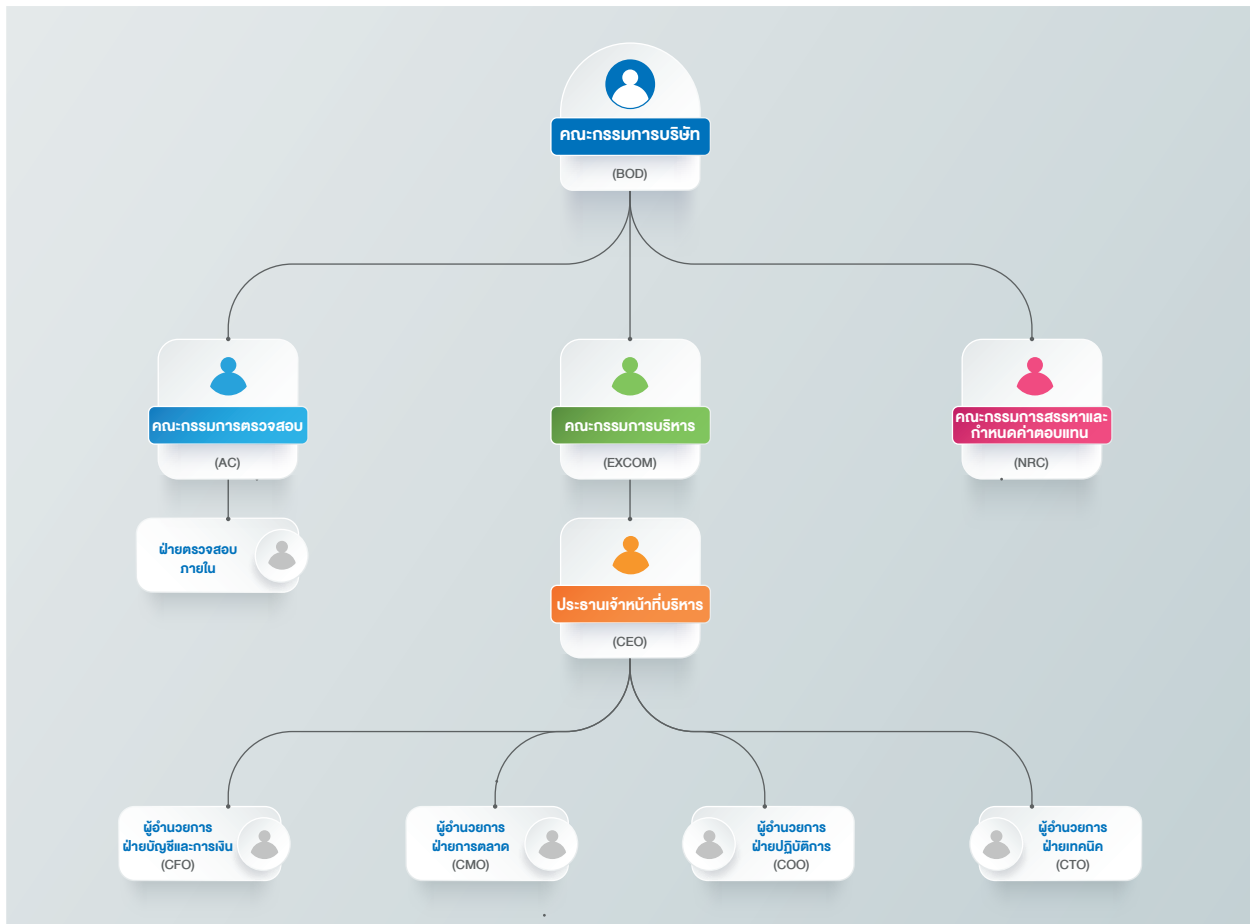 คณะกรรมการบริษัท
(BOD)
คณะกรรมการตรวจสอบ
(AC)
คณะกรรมการบริหาร
(EXCOM)
คณะกรรมการสรรหาและ
กำหนดค่าตอบแทน
(NRC)
ฝ่ายตรวจสอบ
ภายใน
ประธานเจ้าหน้าที่บริหาร
(CEO)
ผู้อำนวยการ
ฝ่ายบัญชีและการเงิน
(CFO)
ผู้อำนวยการ
ฝ่ายการตลาด
(CMO)
ผู้อำนวยการ
ฝ่ายปฏิบัติการ
(COO)
ผู้อำนวยการ
ฝ่ายเทคนิค
(CTO)